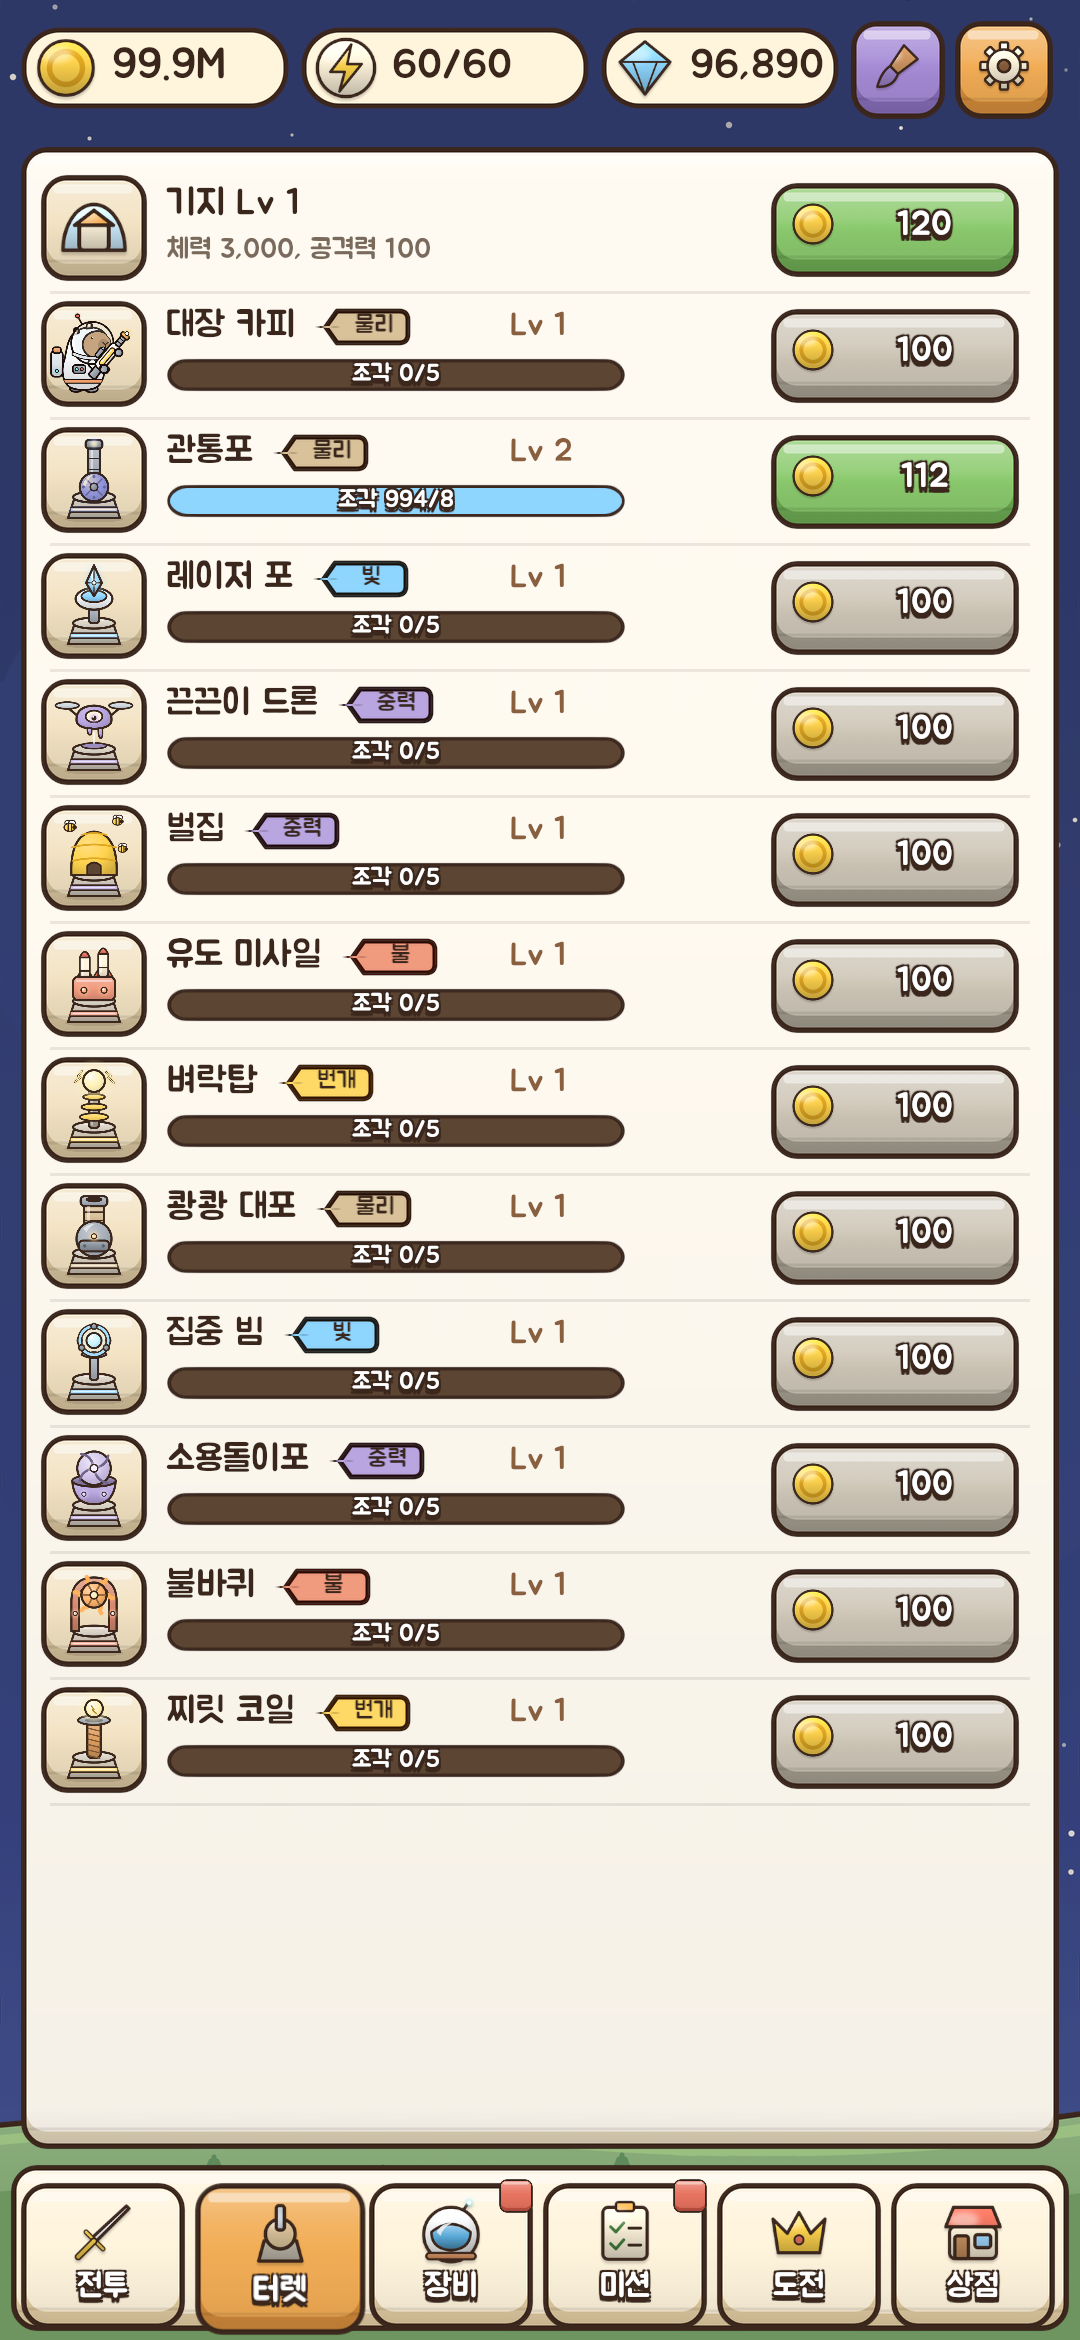 99.9M
60/60
96,890
기지 Lv 1
체력 3,000, 공격력 100
120
대장 카피 물리 Lv 1
조각 0/5
100
관통포 물리 Lv 2
조각 994/8
112
레이저 포 빛 Lv 1
조각 0/5
100
끈끈이 드론 중력 Lv 1
조각 0/5
100
벌집 중력 Lv 1
조각 0/5
100
유도 미사일 불 Lv 1
조각 0/5
100
벼락탑 번개 Lv 1
조각 0/5
100
쾅쾅 대포 물리 Lv 1
조각 0/5
100
집중 빔 빛 Lv 1
조각 0/5
100
소용돌이포 중력 Lv 1
조각 0/5
100
불바퀴 불 Lv 1
조각 0/5
100
찌릿 코일 번개 Lv 1
조각 0/5
100
전투
터렛
장비
미션
도전
상점